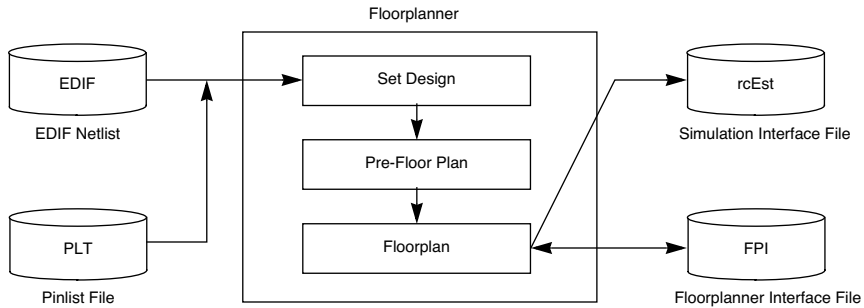 Floorplanner
EDIF
EDIF Netlist
Set Design
rcEst
Simulation Interface File
Pre-Floor Plan
PLT
Pinlist File
Floorplan
FPI
Floorplanner Interface File